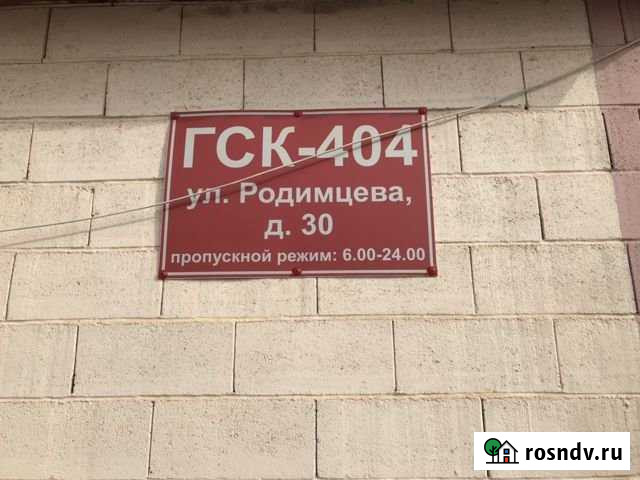 ГСК-404
ул. Родимцева,
д. 30
пропускной режим: 6.00-24.00
rosndv.ru